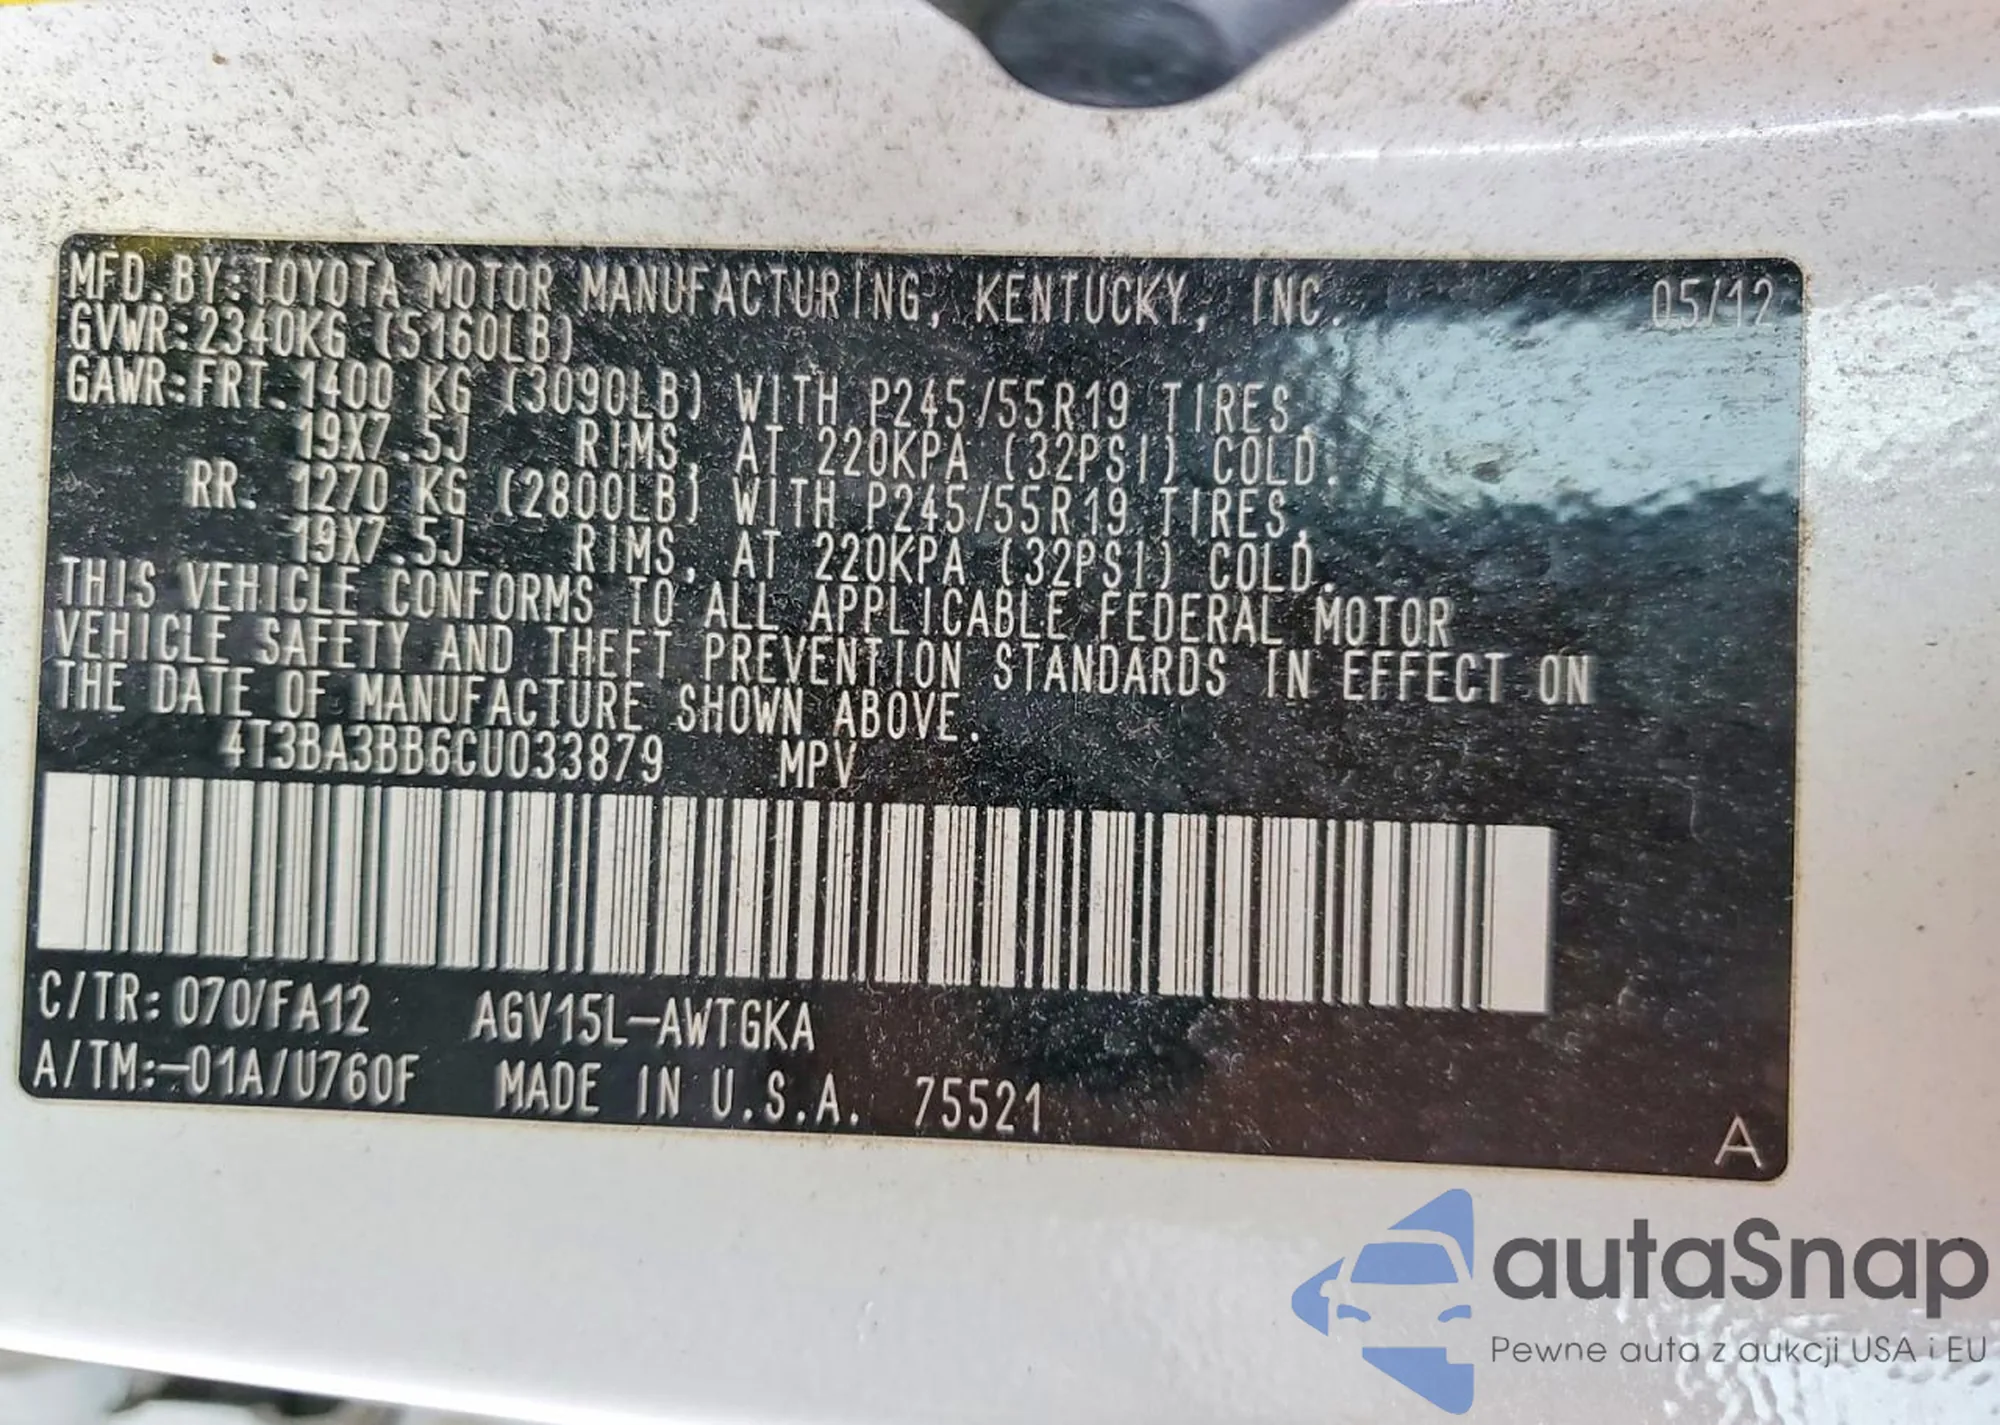 MFD. BY: TOYOTA MOTOR MANUFACTURING, KENTUCKY, INC. 05/12
GVWR: 2340KG (5160LB)
GAWR: FRT. 1400 KG (3090LB) WITH P245/55R19 TIRES,
19X7.5J RIMS, AT 220KPA (32PSI) COLD.
RR. 1270 KG (2800LB) WITH P245/55R19 TIRES,
19X7.5J RIMS, AT 220KPA (32PSI) COLD.
THIS VEHICLE CONFORMS TO ALL APPLICABLE FEDERAL MOTOR
VEHICLE SAFETY AND THEFT PREVENTION STANDARDS IN EFFECT ON
THE DATE OF MANUFACTURE SHOWN ABOVE.
4T3BA3BB6CU033879 MPV
C/TR: 070/FA12 AGV15L-AWTGKA
A/TM:-01A/U760F MADE IN U.S.A. 75521
A
autaSnap
Pewne auta z aukcji USA i EU